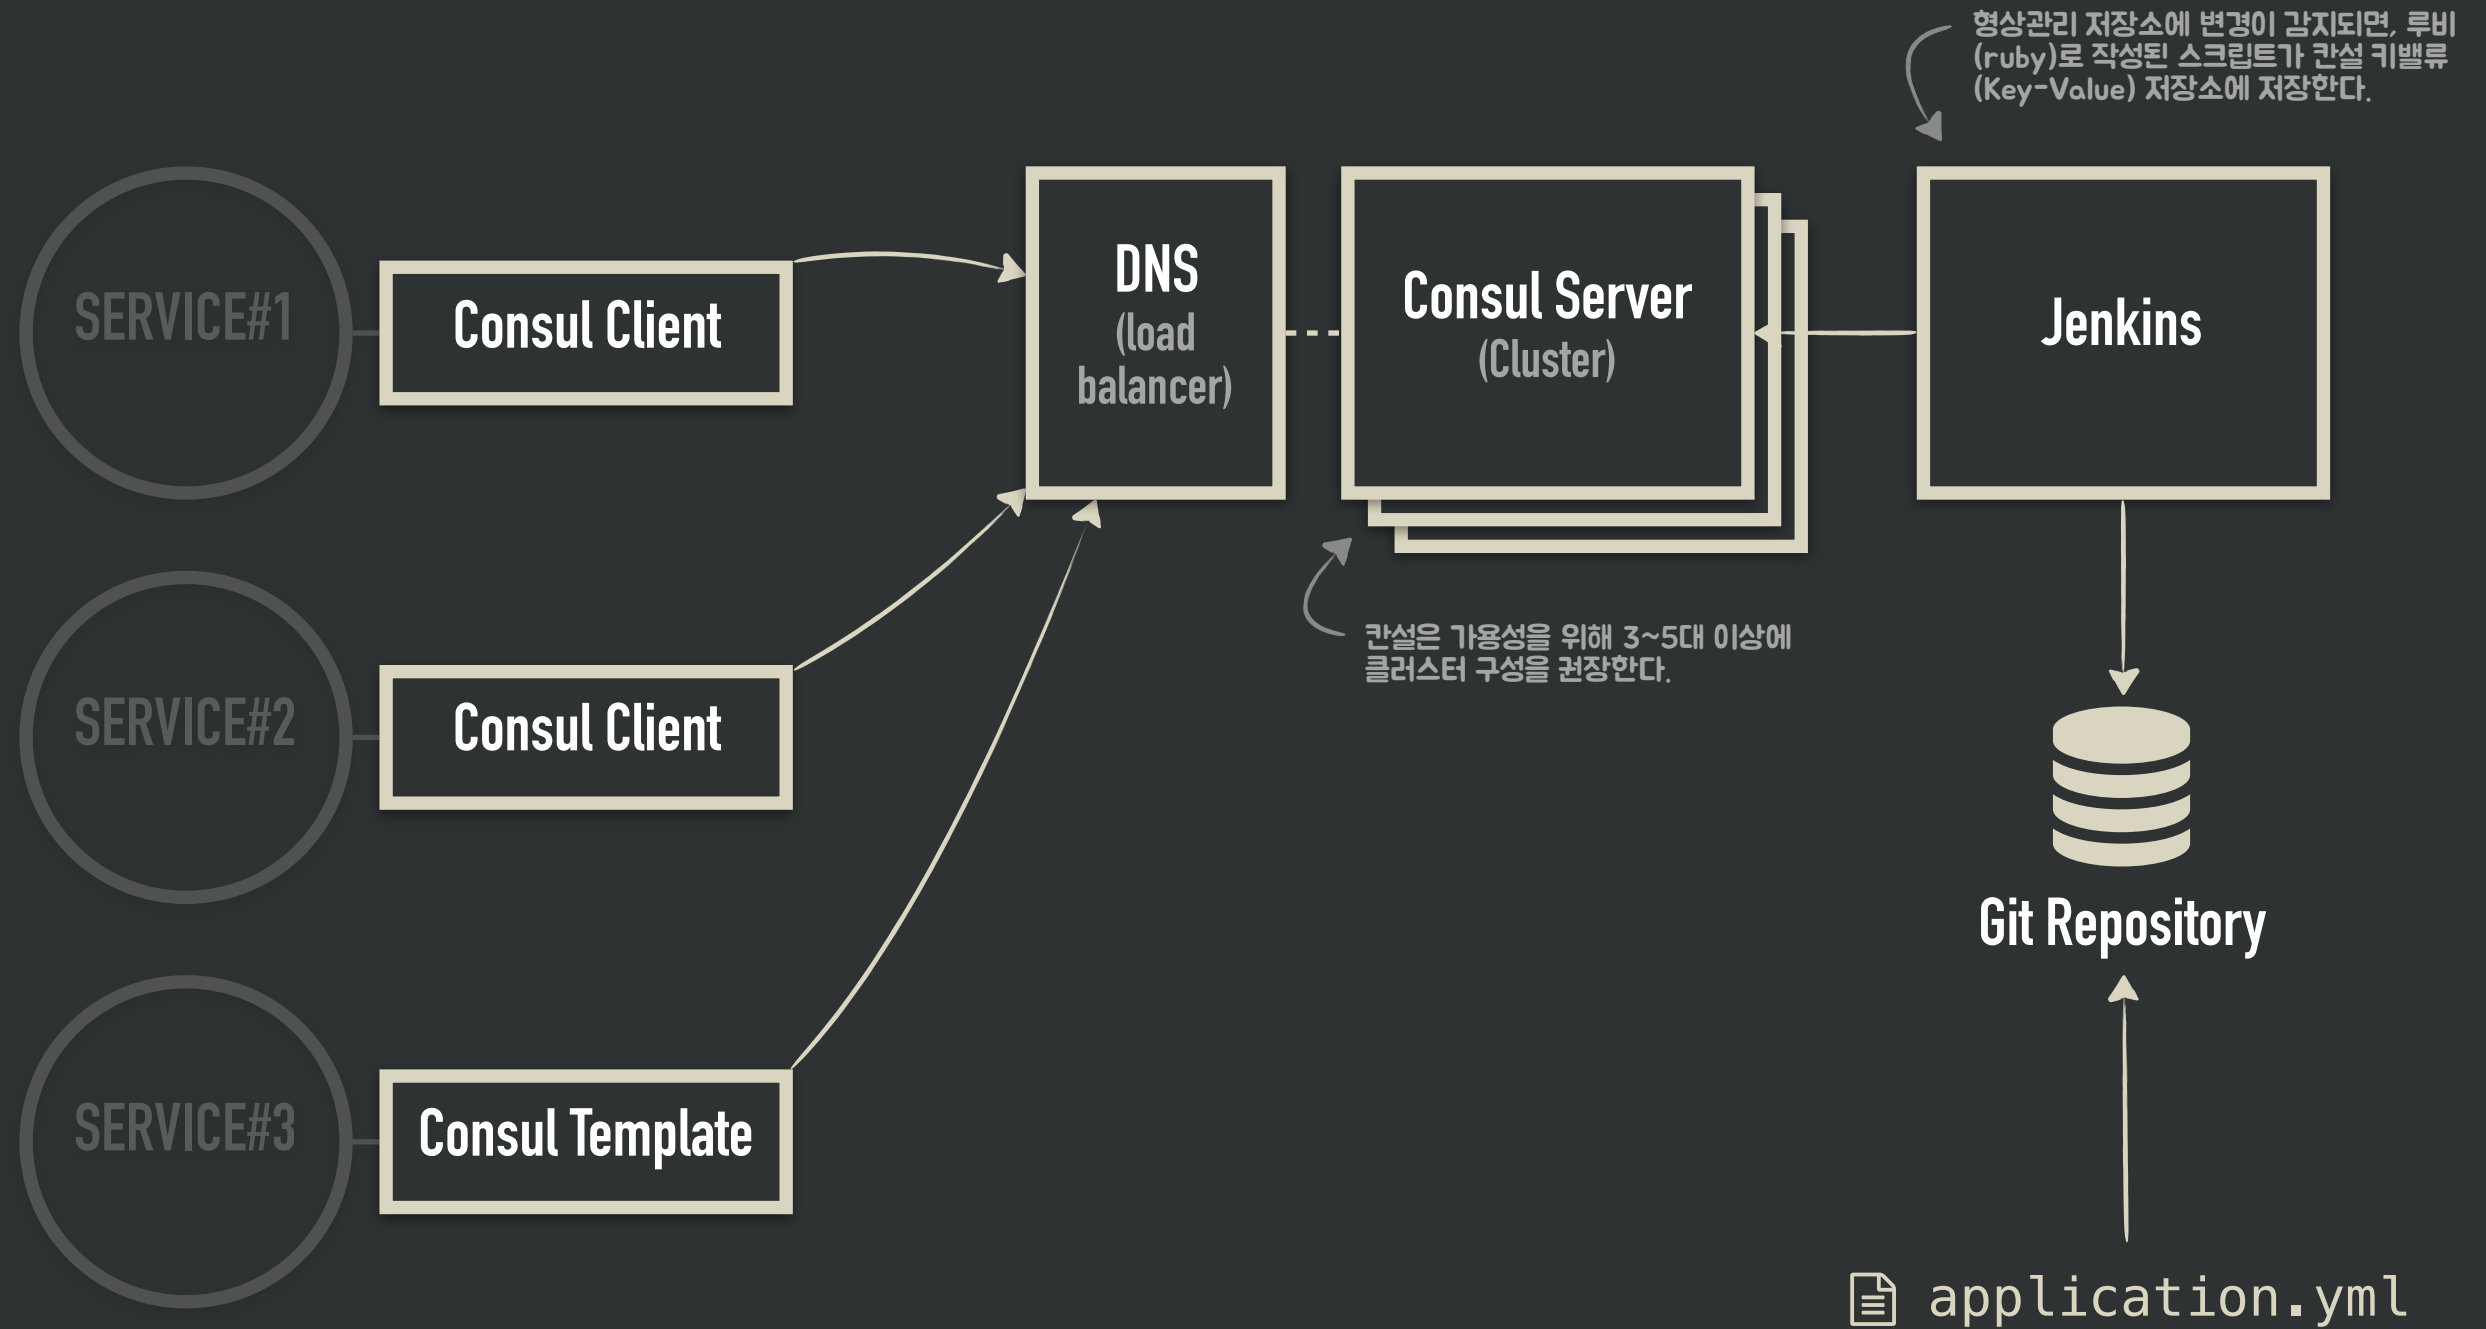 형상관리 저장소에 변경이 감지되면, 루비
(ruby)로 작성된 스크립트가 칸설 키밸류
(Key-Value) 저장소에 저장한다.
SERVICE#1
Consul Client
DNS
(load
balancer)
Consul Server
(Cluster)
Jenkins
칸설은 가용성을 위해 3~5대 이상에
클러스터 구성을 권장한다.
SERVICE#2
Consul Client
Git Repository
SERVICE#3
Consul Template
application.yml